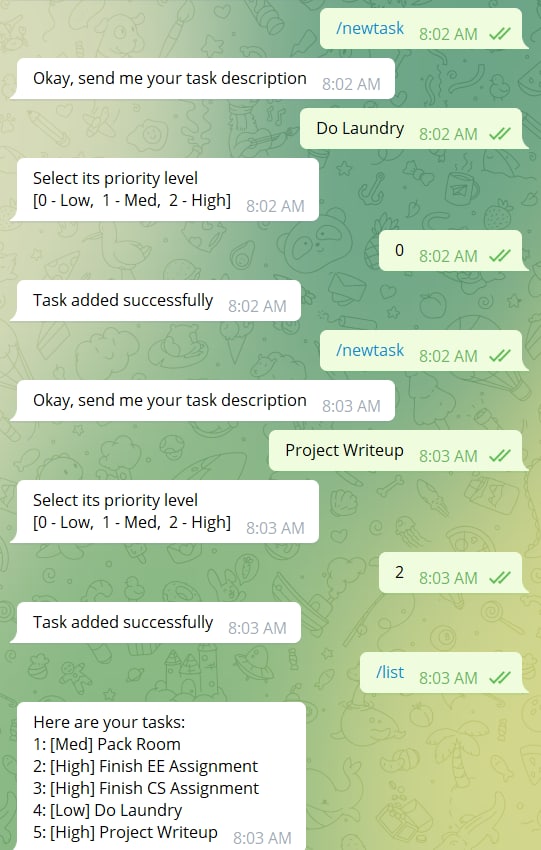 /newtask 8:02 AM
Okay, send me your task description 8:02 AM
Do Laundry 8:02 AM
Select its priority level
[0 - Low, 1 - Med, 2 - High] 8:02 AM
0 8:02 AM
Task added successfully 8:02 AM
/newtask 8:02 AM
Okay, send me your task description 8:03 AM
Project Writeup 8:03 AM
Select its priority level
[0 - Low, 1 - Med, 2 - High] 8:03 AM
2 8:03 AM
Task added successfully 8:03 AM
/list 8:03 AM
Here are your tasks:
1: [Med] Pack Room
2: [High] Finish EE Assignment
3: [High] Finish CS Assignment
4: [Low] Do Laundry
5: [High] Project Writeup 8:03 AM